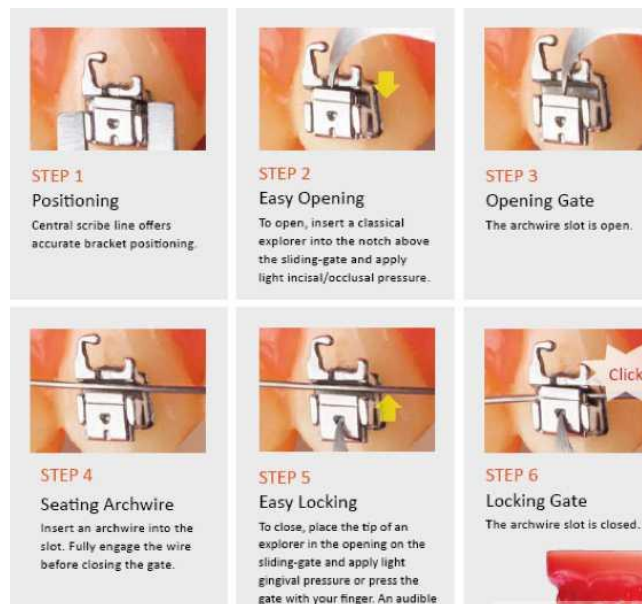 STEP 1
Positioning
Central scribe line offers
accurate bracket positioning.
STEP 2
Easy Opening
To open, insert a classical
explorer into the notch above
the sliding-gate and apply
light incisal/occlusal pressure.
STEP 3
Opening Gate
The archwire slot is open.
STEP 4
Seating Archwire
Insert an archwire into the
slot. Fully engage the wire
before closing the gate.
STEP 5
Easy Locking
To close, place the tip of an
explorer in the opening on the
sliding-gate and apply light
gingival pressure or press the
gate with your finger. An audible
Click
STEP 6
Locking Gate
The archwire slot is closed.